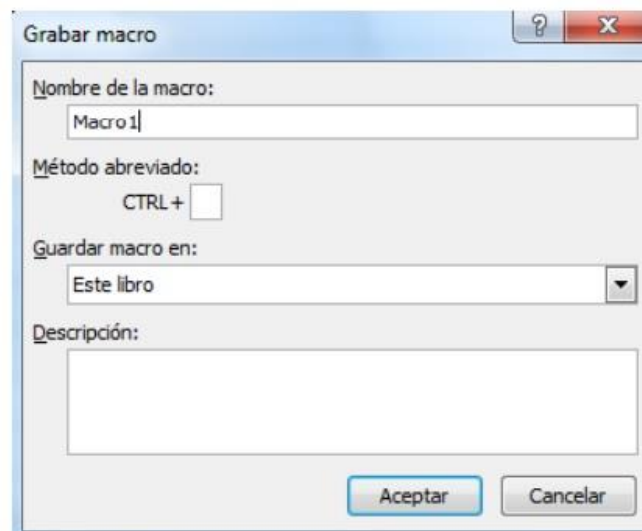 Grabar macro
Nombre de la macro:
Macro1
Método abreviado:
CTRL+
Guardar macro en:
Este libro
Descripción:
Aceptar Cancelar